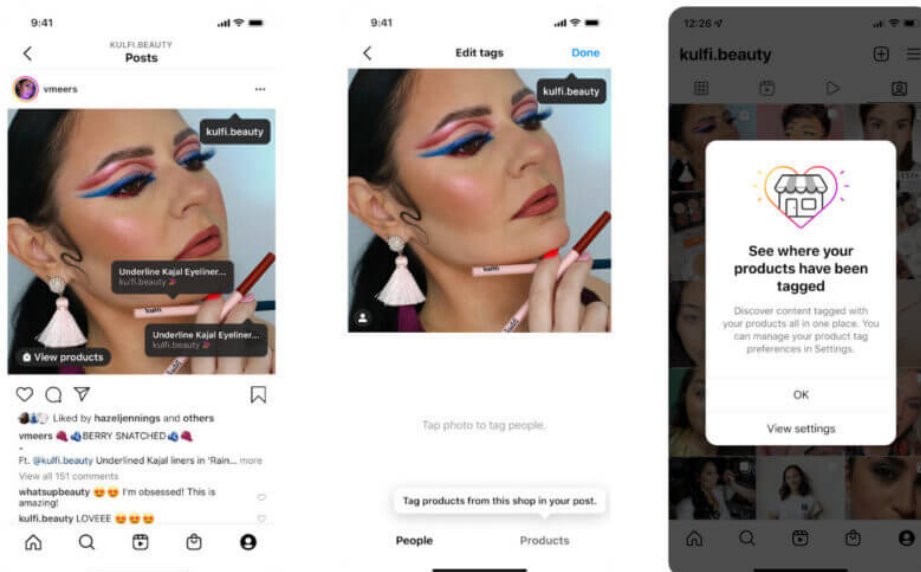 9:41
KULFI.BEAUTY
Posts
vmeers
kulfi.beauty
Underline Kajal Eyeliner...
kulfi.beauty
kulfi
Underline Kajal Eyeliner...
kulfi.beauty
kulfi
View products
Liked by hazeljennings and others
vmeers 🍇🫐BERRY SNATCHED🫐🍇
-
Ft. @kulfi.beauty Underlined Kajal liners in 'Rain... more
View all 151 comments
whatsupbeauty 😍😍 I'm obsessed! This is
amazing!
kulfi.beauty LOVEEE 😍😍😍
9:41
Edit tags
Done
kulfi.beauty
kulfi
kulfi
Tap photo to tag people.
Tag products from this shop in your post.
People
Products
12:26
kulfi.beauty
See where your
products have been
tagged
Discover content tagged with
your products all in one place. You
can manage your product tag
preferences in Settings.
OK
View settings